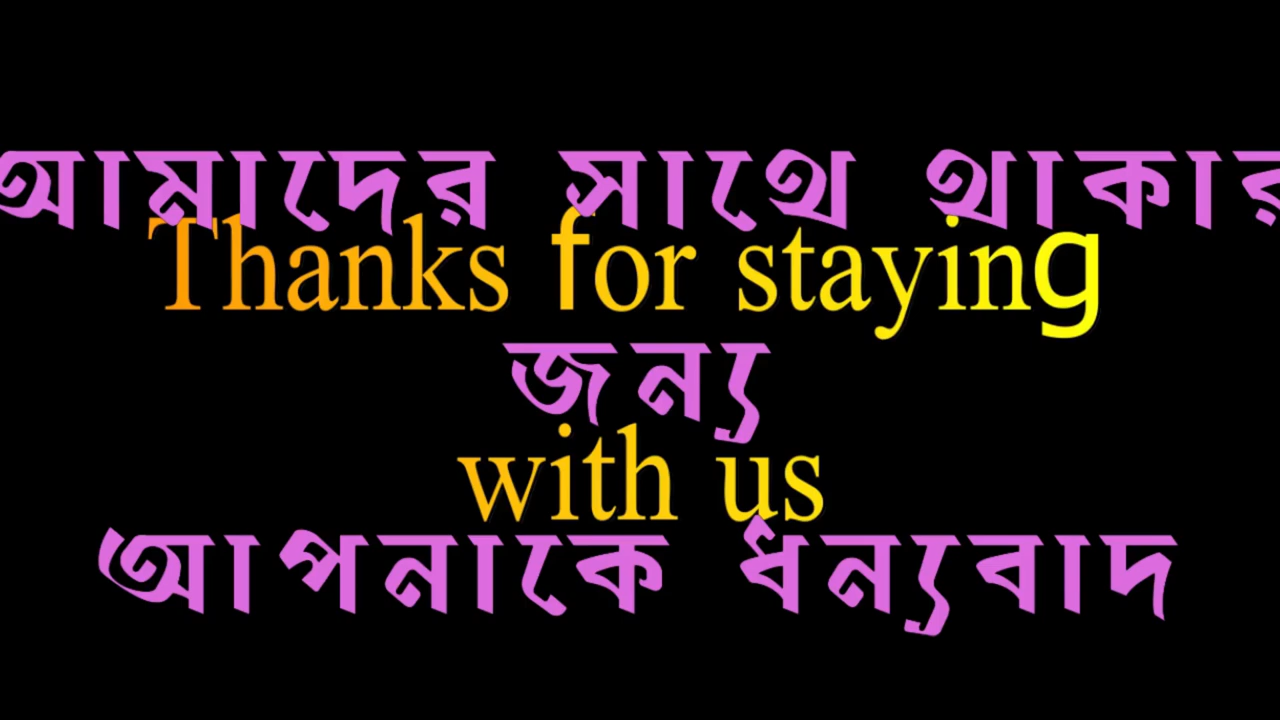 আমাদের সাথে থাকার
Thanks for staying
জন্য
with us
আপনাকে ধন্যবাদ